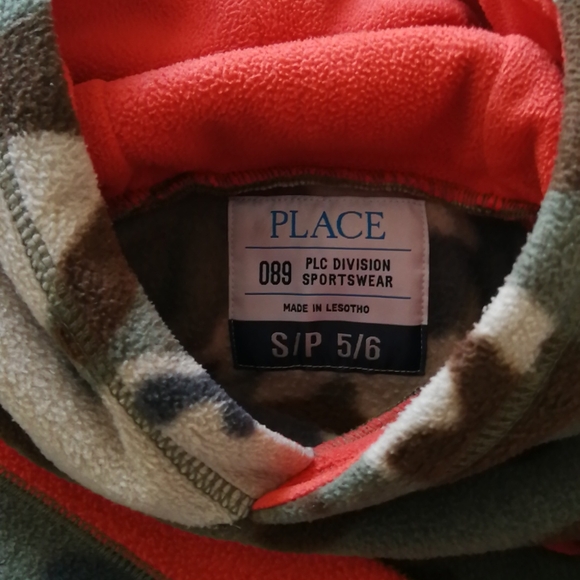 PLACE
089 PLC DIVISION
SPORTSWEAR
MADE IN LESOTHO
S/P 5/6